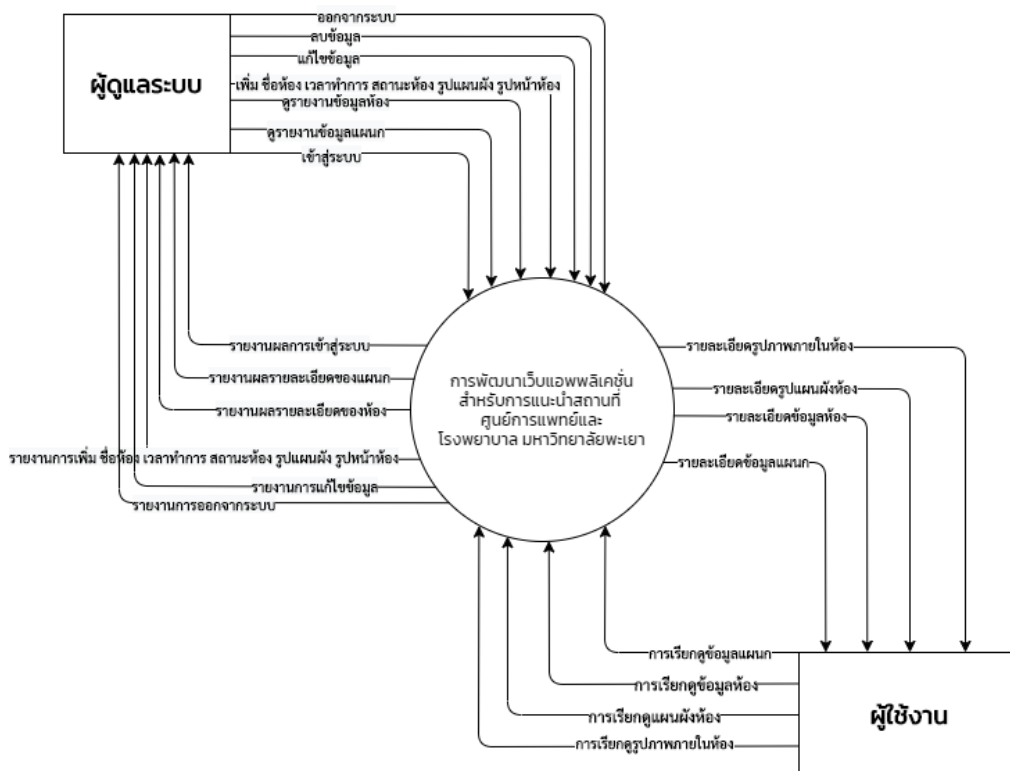 ออกจากระบบ
ลบข้อมูล
แก้ไขข้อมูล
ผู้ดูแลระบบ
เพิ่ม ชื่อห้อง เวลาทำการ สถานะห้อง รูปแผนผัง รูปหน้าห้อง
ดูรายงานข้อมูลห้อง
ดูรายงานข้อมูลแผนก
เข้าสู่ระบบ
รายงานผลการเข้าสู่ระบบ
รายงานผลรายละเอียดของแผนก
รายงานผลรายละเอียดของห้อง
รายงานการเพิ่ม ชื่อห้อง เวลาทำการ สถานะห้อง รูปแผนผัง รูปหน้าห้อง
รายงานการแก้ไขข้อมูล
รายงานการออกจากระบบ
การพัฒนาเว็บแอพพลิเคชั่น
สำหรับการแนะนำสถานที่
ศูนย์การแพทย์และ
โรงพยาบาล มหาวิทยาลัยพะเยา
รายละเอียดรูปภาพภายในห้อง
รายละเอียดรูปแผนผังห้อง
รายละเอียดข้อมูลห้อง
รายละเอียดข้อมูลแผนก
การเรียกดูข้อมูลแผนก
การเรียกดูข้อมูลห้อง
การเรียกดูแผนผังห้อง
การเรียกดูรูปภาพภายในห้อง
ผู้ใช้งาน